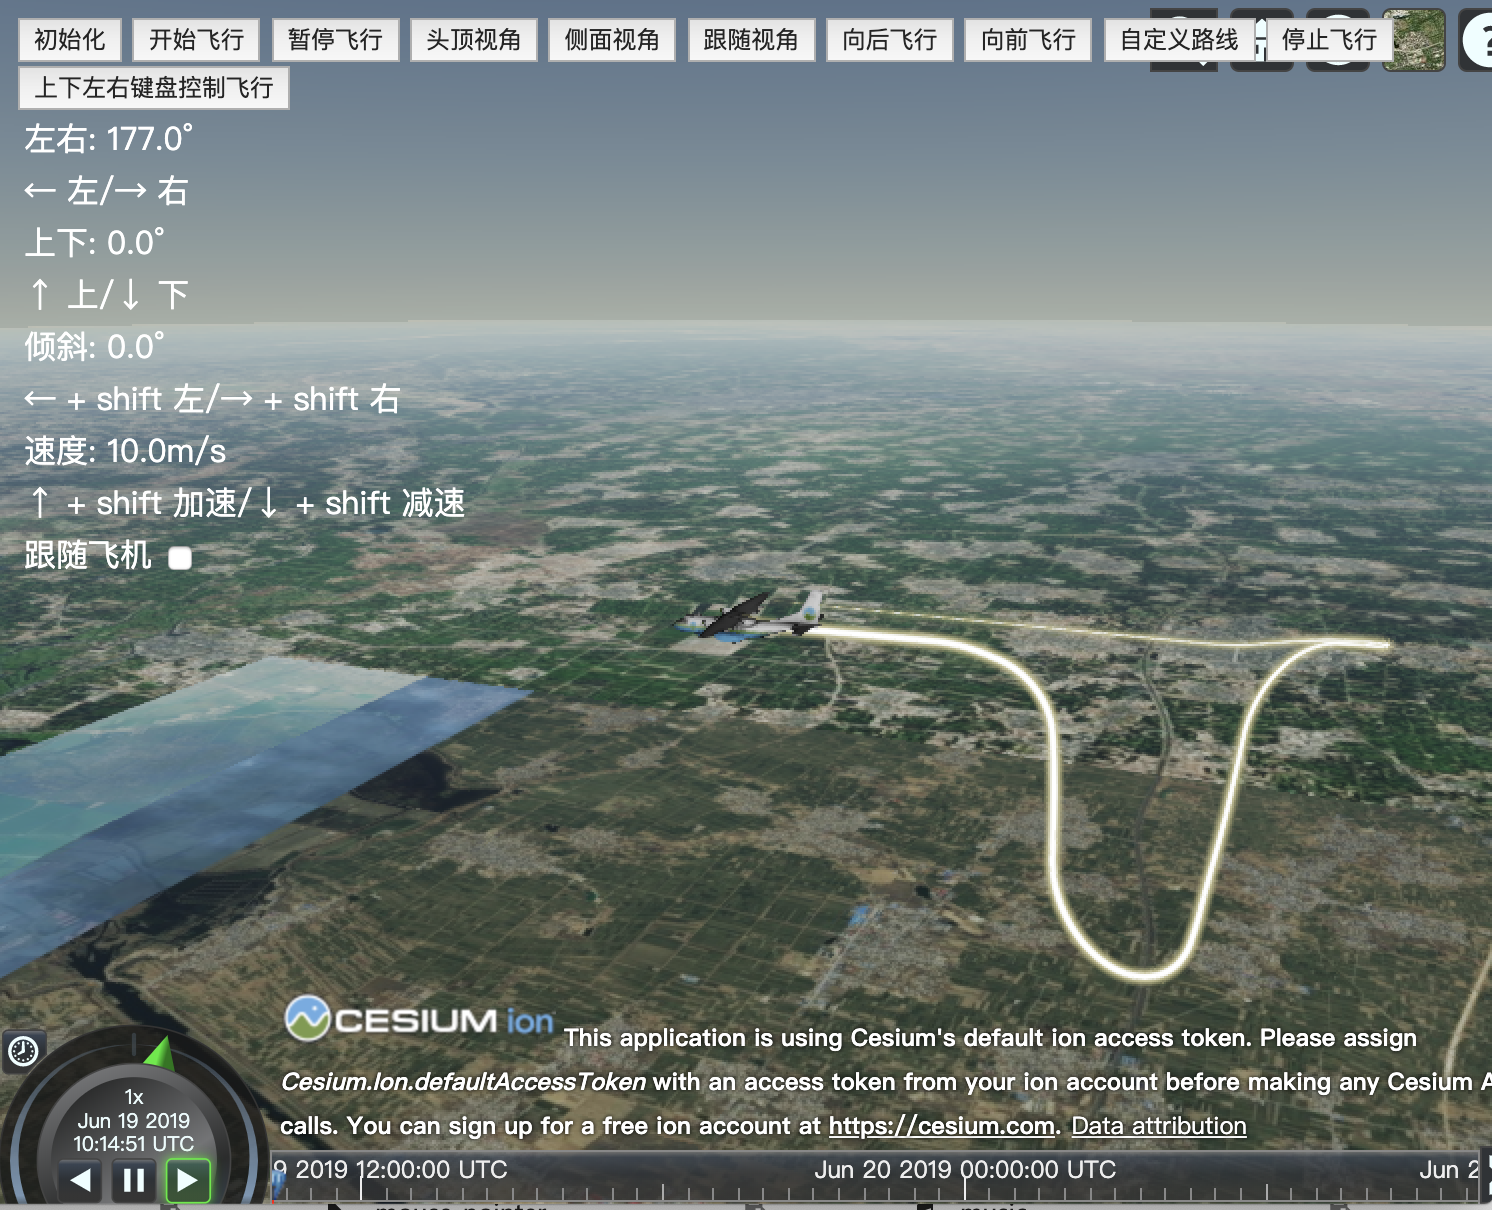 初始化 开始飞行 暂停飞行 头顶视角 侧面视角 跟随视角 向后飞行 向前飞行 自定义路线 停止飞行
上下左右键盘控制飞行
左右: 177.0°
← 左/→ 右
上下: 0.0°
↑ 上/↓ 下
倾斜: 0.0°
← + shift 左/→ + shift 右
速度: 10.0m/s
↑ + shift 加速/↓ + shift 减速
跟随飞机
CESIUM ion This application is using Cesium's default ion access token. Please assign
Cesium.Ion.defaultAccessToken with an access token from your ion account before making any Cesium A
calls. You can sign up for a free ion account at https://cesium.com. Data attribution
1x
Jun 19 2019
10:14:51 UTC
9 2019 12:00:00 UTC Jun 20 2019 00:00:00 UTC Jun 2